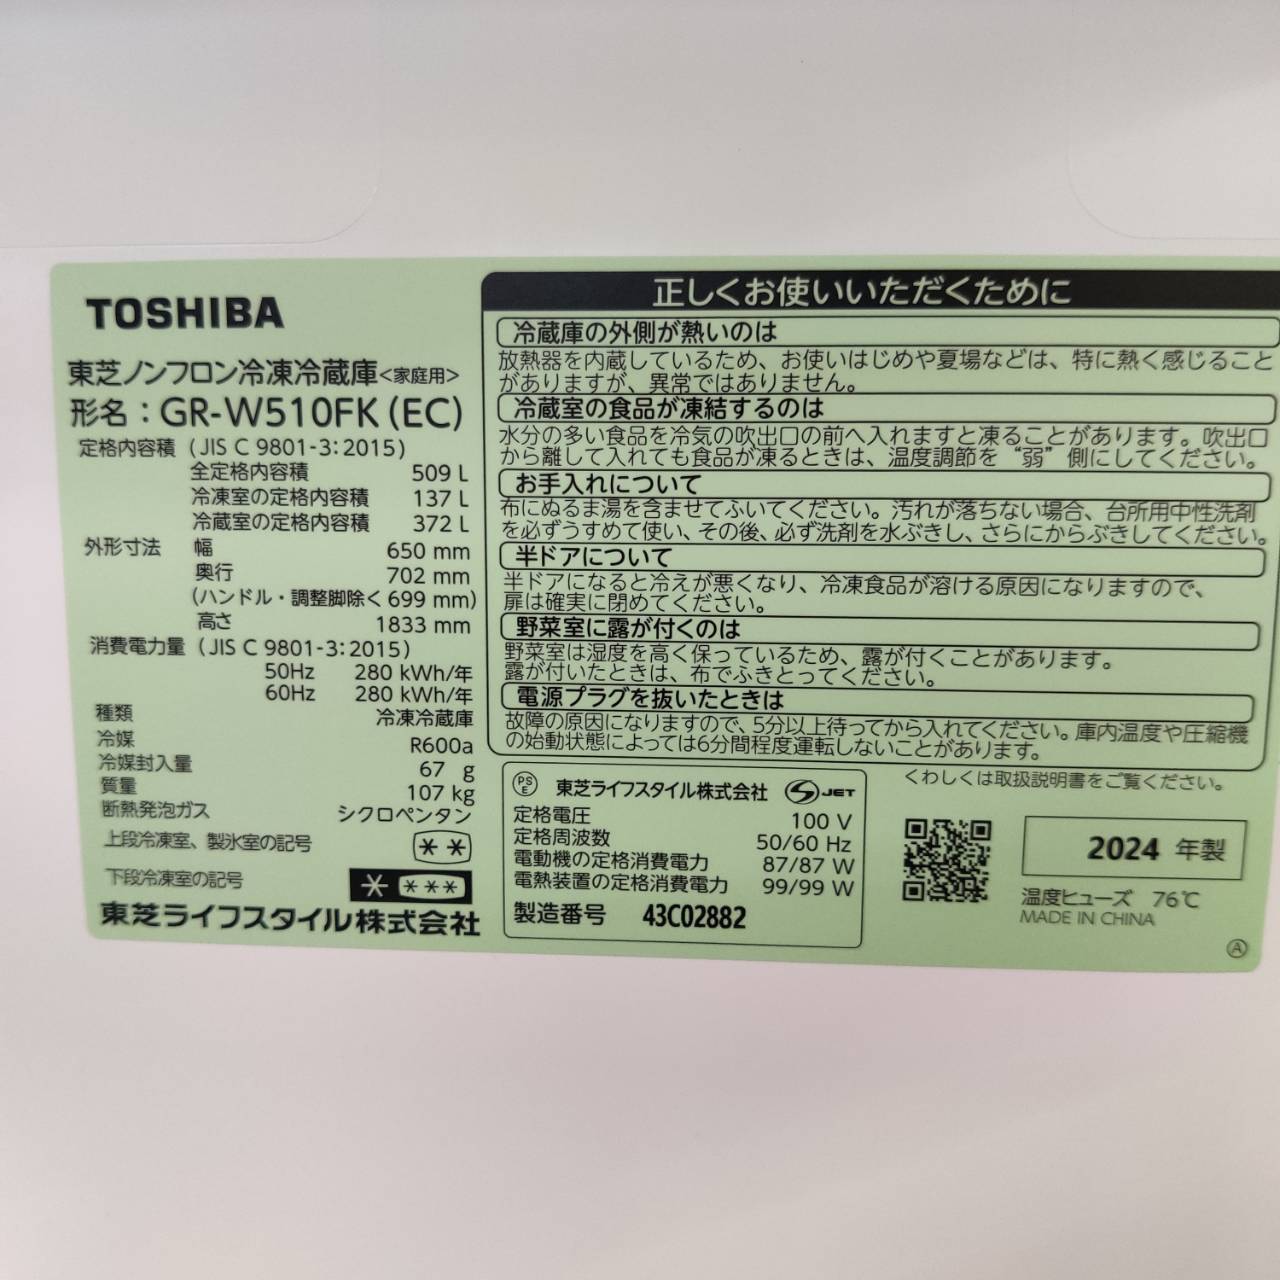 TOSHIBA
東芝ノンフロン冷凍冷蔵庫<家庭用>
形名：GR-W510FK (EC)
定格内容積 (JIS C 9801-3：2015)
全定格内容積 509 L
冷凍室の定格内容積 137 L
冷蔵室の定格内容積 372 L
外形寸法 幅 650 mm
奥行 702 mm
(ハンドル・調整脚除く 699 mm)
高さ 1833 mm
消費電力量 (JIS C 9801-3：2015)
50Hz 280 kWh/年
60Hz 280 kWh/年
種類 冷凍冷蔵庫
冷媒 R600a
冷媒封入量 67 g
質量 107 kg
断熱発泡ガス シクロペンタン
上段冷凍室、製氷室の記号 **
下段冷凍室の記号 * ***
東芝ライフスタイル株式会社
正しくお使いいただくために
冷蔵庫の外側が熱いのは
放熱器を内蔵しているため、お使いはじめや夏場などは、特に熱く感じること
がありますが、異常ではありません。
冷蔵室の食品が凍結するのは
水分の多い食品を冷気の吹出口の前へ入れますと凍ることがあります。吹出口
から離して入れても食品が凍るときは、温度調節を“弱”側にしてください。
お手入れについて
布にぬるま湯を含ませてふいてください。汚れが落ちない場合、台所用中性洗剤
を必ずうすめて使い、その後、必ず洗剤を水ぶきし、さらにからぶきしてください。
半ドアについて
半ドアになると冷えが悪くなり、冷凍食品が溶ける原因になりますので、
扉は確実に閉めてください。
野菜室に露が付くのは
野菜室は湿度を高く保っているため、露が付くことがあります。
露が付いたときは、布でふきとってください。
電源プラグを抜いたときは
故障の原因になりますので、5分以上待ってから入れてください。庫内温度や圧縮機
の始動状態によっては6分間程度運転しないことがあります。
くわしくは取扱説明書をご覧ください。
PSE 東芝ライフスタイル株式会社 S JET
定格電圧 100 V
定格周波数 50/60 Hz
電動機の定格消費電力 87/87 W
電熱装置の定格消費電力 99/99 W
製造番号 43C02882
2024 年製
温度ヒューズ 76℃
MADE IN CHINA
A